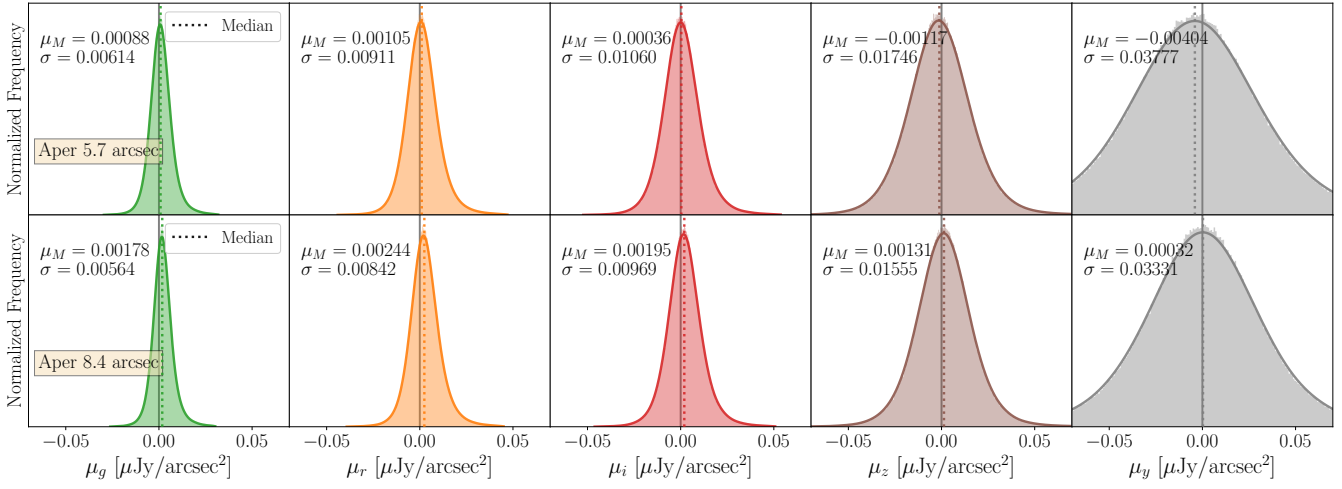 Normalized Frequency
Median
μ_M = 0.00088
σ = 0.00614
Aper 5.7 arcsec
μ_M = 0.00105
σ = 0.00911
μ_M = 0.00036
σ = 0.01060
μ_M = −0.00117
σ = 0.01746
μ_M = −0.00404
σ = 0.03777
Normalized Frequency
Median
μ_M = 0.00178
σ = 0.00564
Aper 8.4 arcsec
μ_M = 0.00244
σ = 0.00842
μ_M = 0.00195
σ = 0.00969
μ_M = 0.00131
σ = 0.01555
μ_M = 0.00032
σ = 0.03331
−0.05 0.00 0.05 −0.05 0.00 0.05 −0.05 0.00 0.05 −0.05 0.00 0.05 −0.05 0.00 0.05
μ_g [μJy/arcsec²] μ_r [μJy/arcsec²] μ_i [μJy/arcsec²] μ_z [μJy/arcsec²] μ_y [μJy/arcsec²]